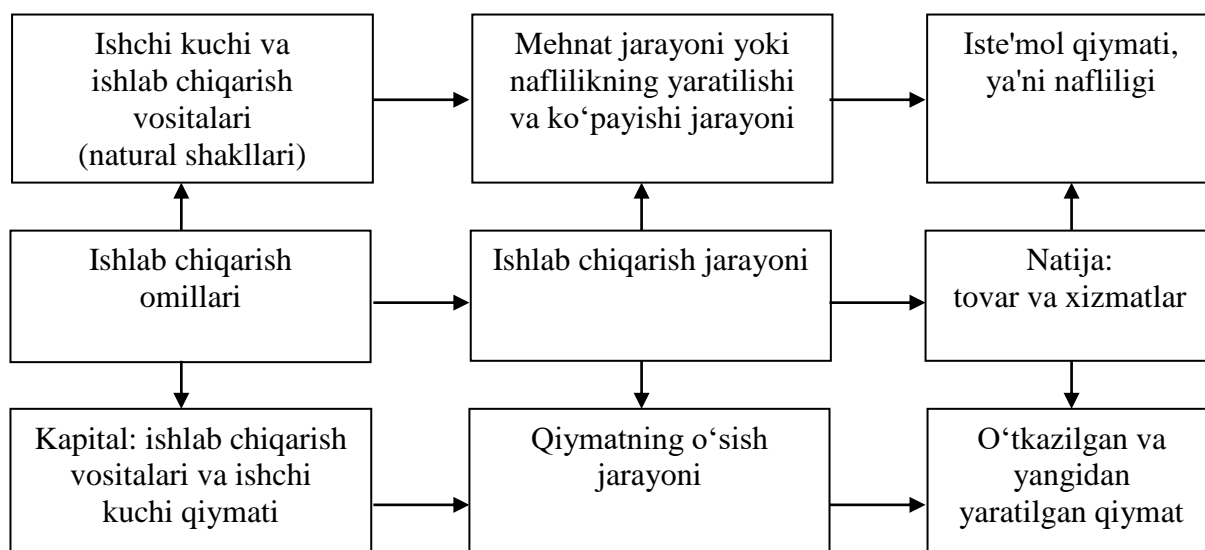 Ishchi kuchi va
ishlab chiqarish
vositalari
(natural shakllari)
Mehnat jarayoni yoki
naflilikning yaratilishi
va ko‘payishi jarayoni
Iste'mol qiymati,
ya'ni nafliligi
Ishlab chiqarish
omillari
Ishlab chiqarish jarayoni
Natija:
tovar va xizmatlar
Kapital: ishlab chiqarish
vositalari va ishchi
kuchi qiymati
Qiymatning o‘sish
jarayoni
O‘tkazilgan va
yangidan
yaratilgan qiymat